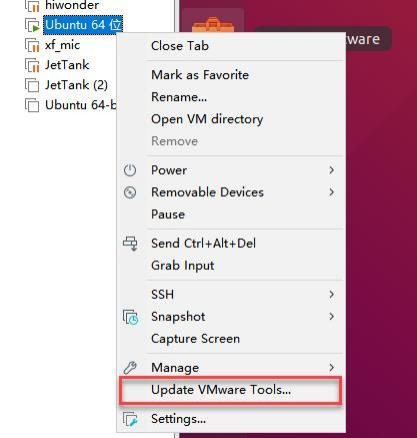 hiwonder
Ubuntu 64 位
xf_mic
JetTank
JetTank (2)
Ubuntu 64-b
ware
Close Tab
Mark as Favorite
Rename...
Open VM directory
Remove
Power
Removable Devices
Pause
Send Ctrl+Alt+Del
Grab Input
SSH
Snapshot
Capture Screen
Manage
Update VMware Tools...
Settings...